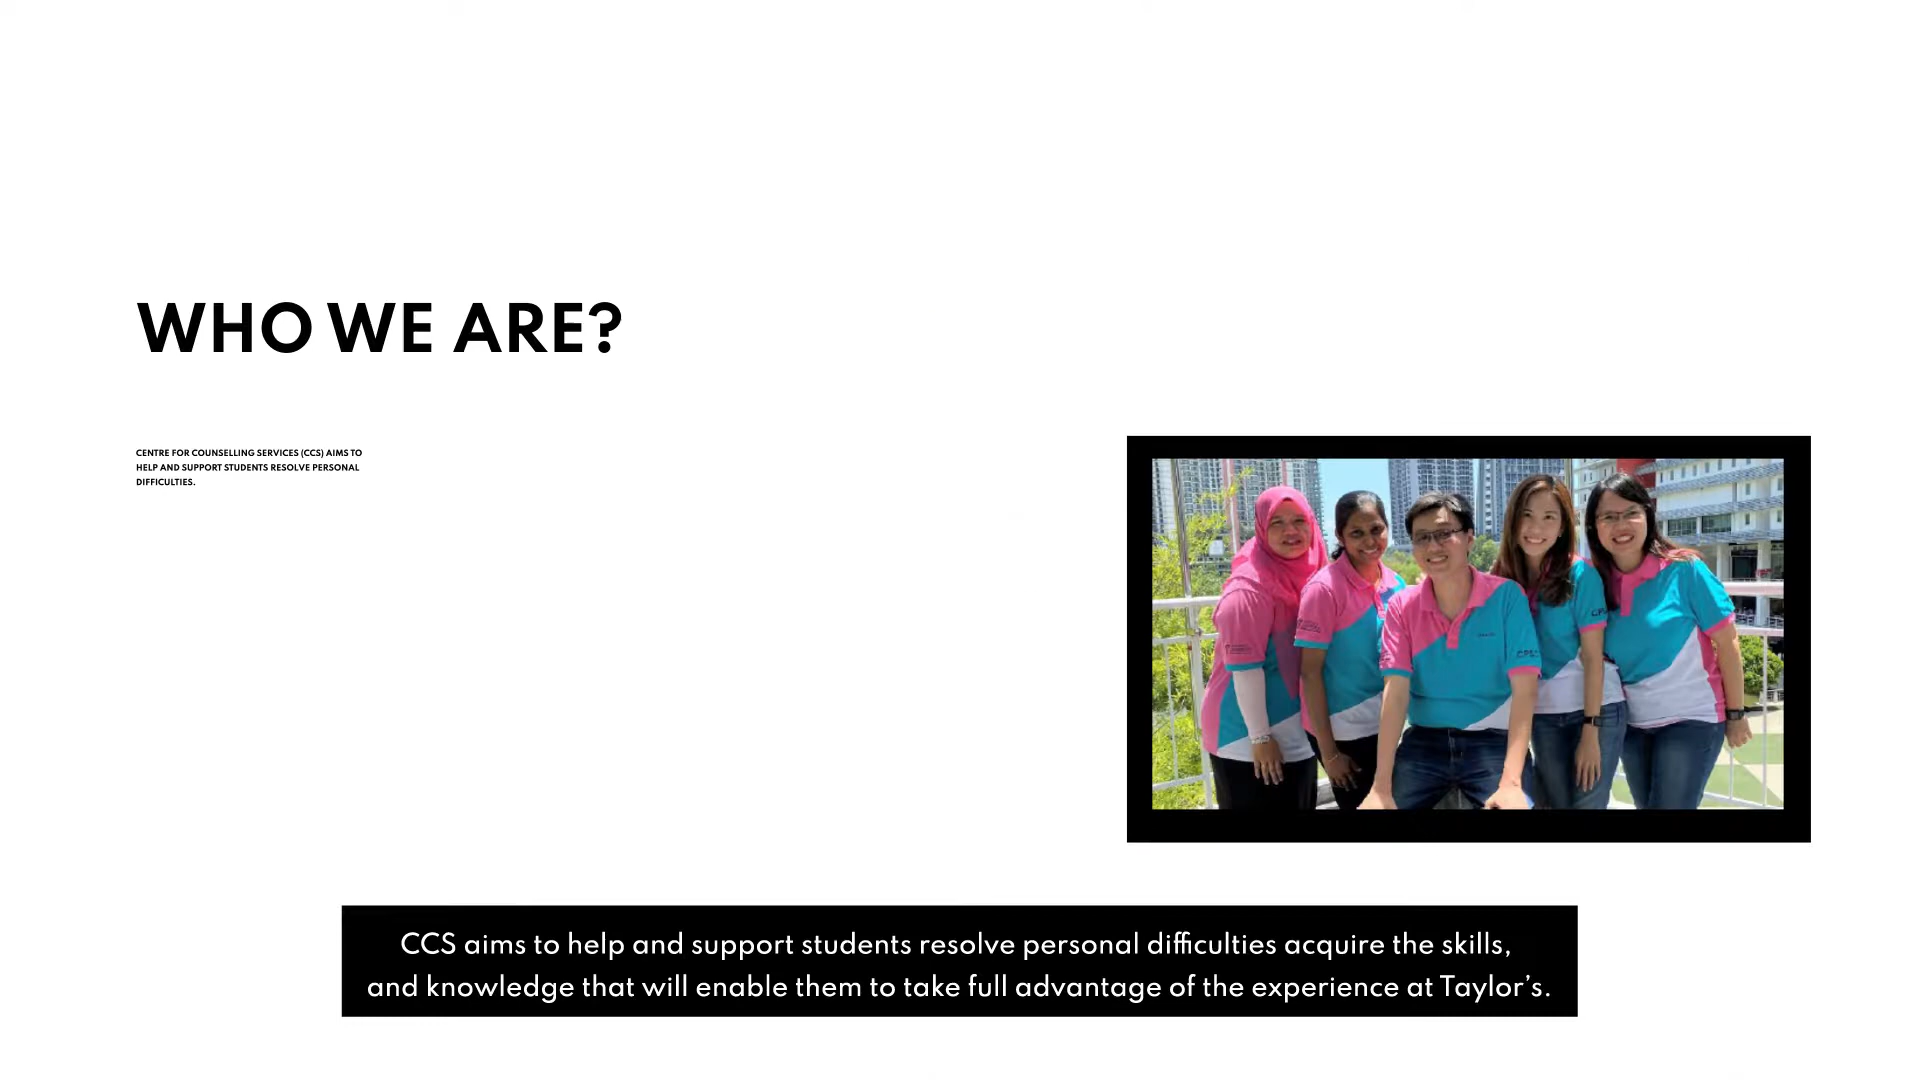 WHO WE ARE?
CENTRE FOR COUNSELLING SERVICES (CCS) AIMS TO
HELP AND SUPPORT STUDENTS RESOLVE PERSONAL
DIFFICULTIES.
CCS aims to help and support students resolve personal difficulties acquire the skills,
and knowledge that will enable them to take full advantage of the experience at Taylor's.